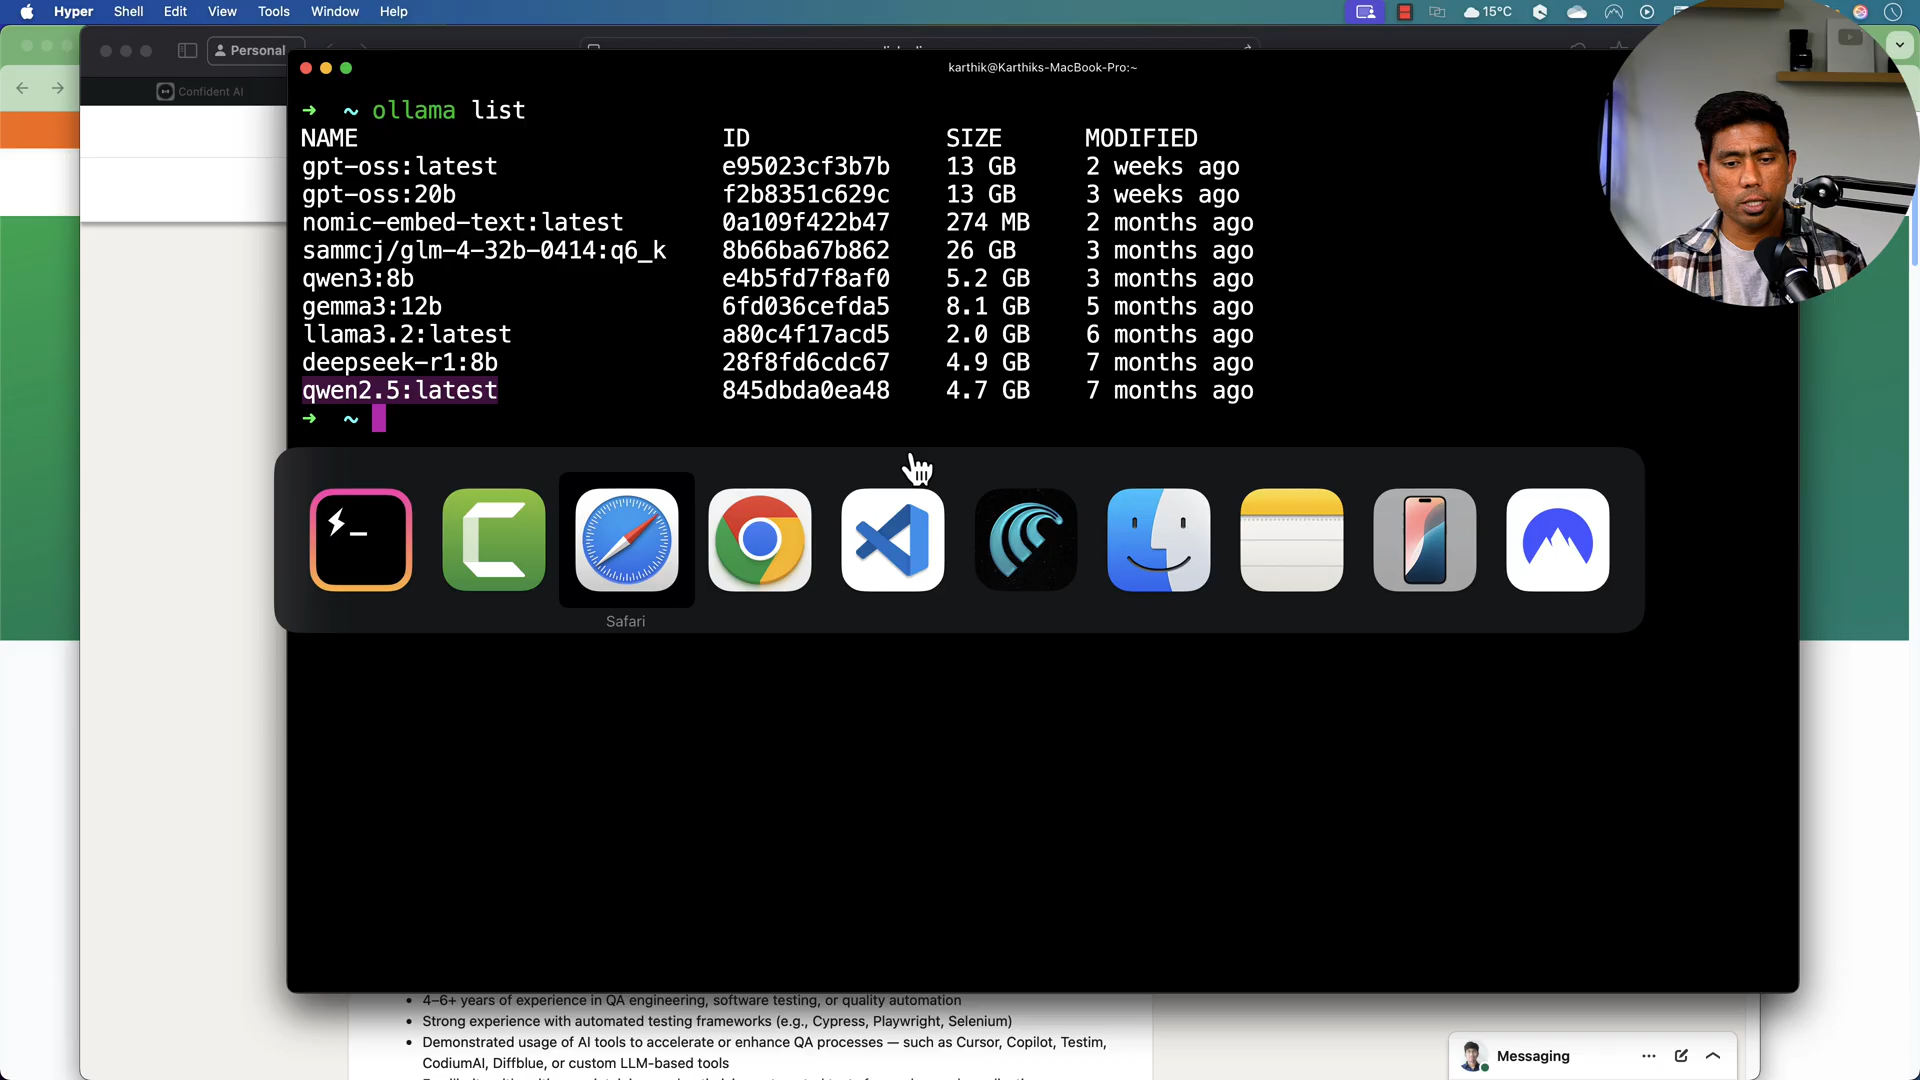 Hyper Shell Edit View Tools Window Help
15°C
Personal
karthik@Karthiks-MacBook-Pro:~
Confident AI
➜ ~ ollama list
NAME ID SIZE MODIFIED
gpt-oss:latest e95023cf3b7b 13 GB 2 weeks ago
gpt-oss:20b f2b8351c629c 13 GB 3 weeks ago
nomic-embed-text:latest 0a109f422b47 274 MB 2 months ago
sammcj/glm-4-32b-0414:q6_k 8b66ba67b862 26 GB 3 months ago
qwen3:8b e4b5fd7f8af0 5.2 GB 3 months ago
gemma3:12b 6fd036cefda5 8.1 GB 5 months ago
llama3.2:latest a80c4f17acd5 2.0 GB 6 months ago
deepseek-r1:8b 28f8fd6cdc67 4.9 GB 7 months ago
qwen2.5:latest 845dbda0ea48 4.7 GB 7 months ago
➜ ~
Safari
• 4–6+ years of experience in QA engineering, software testing, or quality automation
• Strong experience with automated testing frameworks (e.g., Cypress, Playwright, Selenium)
• Demonstrated usage of AI tools to accelerate or enhance QA processes — such as Cursor, Copilot, Testim,
CodiumAI, Diffblue, or custom LLM-based tools
Messaging